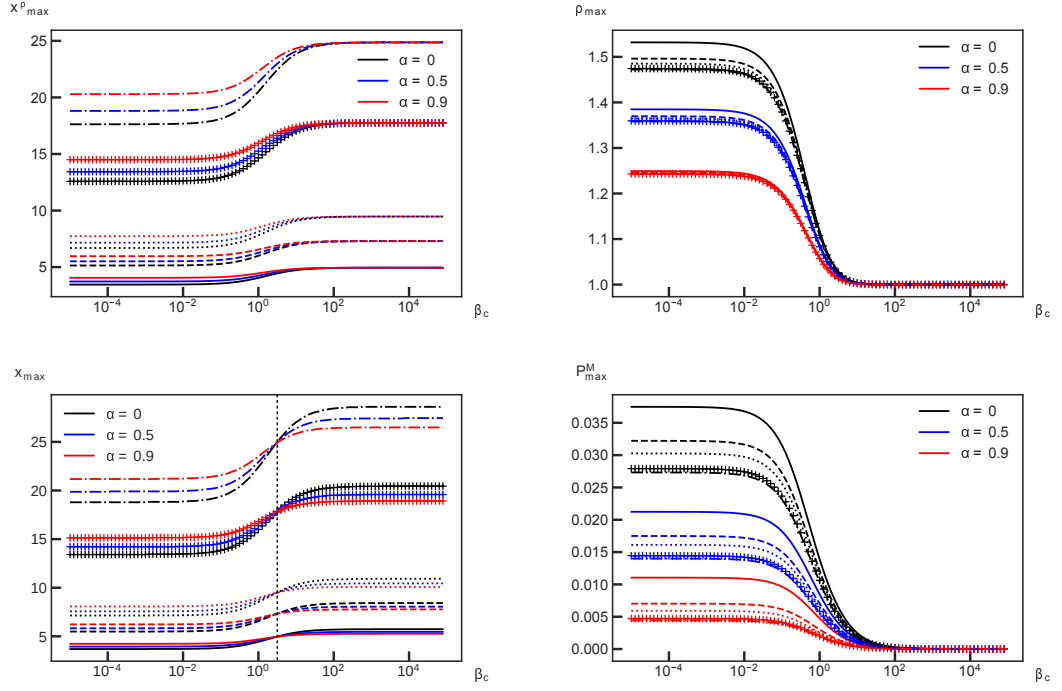 x^ρ_max
25
20
15
10
5
α = 0
α = 0.5
α = 0.9
10^−4
10^−2
10^0
10^2
10^4
β_c
ρ_max
1.5
1.4
1.3
1.2
1.1
1.0
α = 0
α = 0.5
α = 0.9
10^−4
10^−2
10^0
10^2
10^4
β_c
x_max
25
20
15
10
5
α = 0
α = 0.5
α = 0.9
10^−4
10^−2
10^0
10^2
10^4
β_c
P^M_max
0.035
0.030
0.025
0.020
0.015
0.010
0.005
0.000
α = 0
α = 0.5
α = 0.9
10^−4
10^−2
10^0
10^2
10^4
β_c